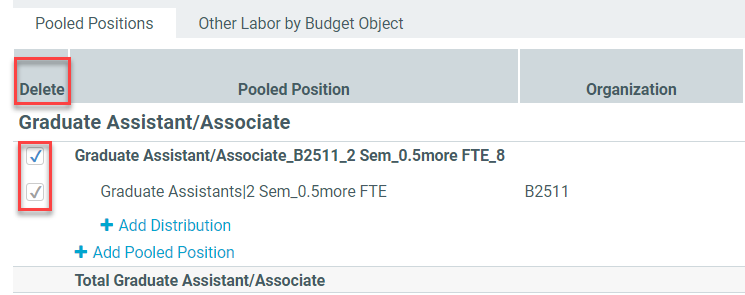 Pooled Positions Other Labor by Budget Object
Delete Pooled Position Organization
Graduate Assistant/Associate
Graduate Assistant/Associate_B2511_2 Sem_0.5more FTE_8
Graduate Assistants|2 Sem_0.5more FTE B2511
+ Add Distribution
+ Add Pooled Position
Total Graduate Assistant/Associate